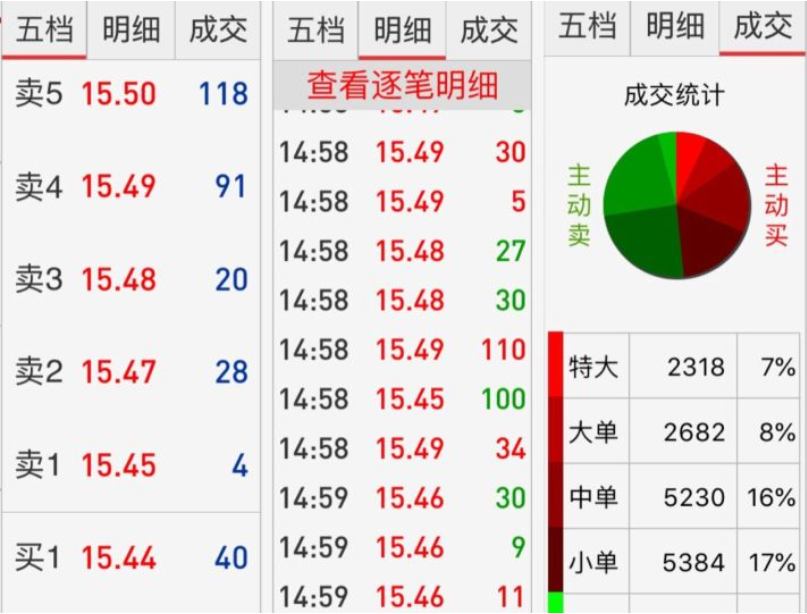 五档 明细 成交
卖5 15.50 118
卖4 15.49 91
卖3 15.48 20
卖2 15.47 28
卖1 15.45 4
买1 15.44 40
五档 明细 成交
查看逐笔明细
14:58 15.49 30
14:58 15.49 5
14:58 15.48 27
14:58 15.48 30
14:58 15.49 110
14:58 15.45 100
14:58 15.49 34
14:59 15.46 30
14:59 15.46 9
14:59 15.46 11
五档 明细 成交
成交统计
主动卖
主动买
特大 2318 7%
大单 2682 8%
中单 5230 16%
小单 5384 17%